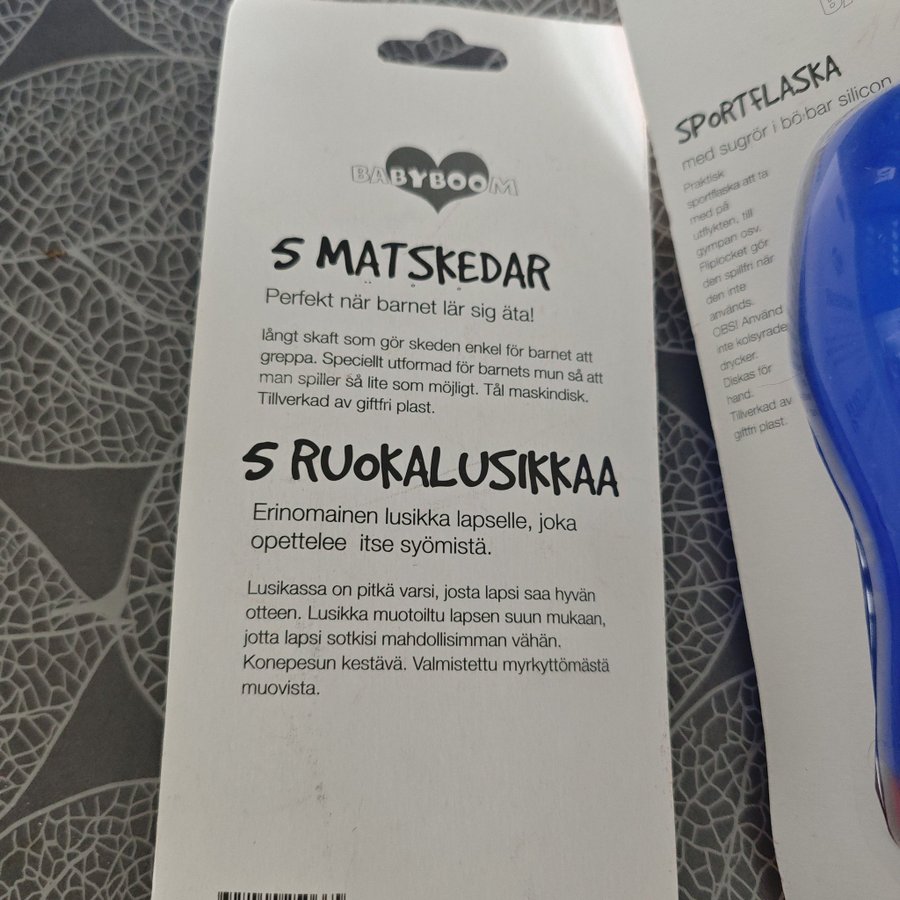 BABYBOOM
5 MATSKEDAR
Perfekt när barnet lär sig äta!
långt skaft som gör skeden enkel för barnet att
greppa. Speciellt utformad för barnets mun så att
man spiller så lite som möjligt. Tål maskindisk.
Tillverkad av giftfri plast.
5 RUOKALUSIKKAA
Erinomainen lusikka lapselle, joka
opettelee itse syömistä.
Lusikassa on pitkä varsi, josta lapsi saa hyvän
otteen. Lusikka muotoiltu lapsen suun mukaan,
jotta lapsi sotkisi mahdollisimman vähän.
Konepesun kestävä. Valmistettu myrkyttömästä
muovista.
SPORTFLASKA
med sugrör i bö-bar silicon
Praktisk
sportflaska att ta
med på
utflykten, till
gympan osv.
Fliplocket gör
den spillfri när
den inte
används.
OBS! Använd
inte kolsyrade
drycker.
Diskas för
hand.
Tillverkad av
giftfri plast.